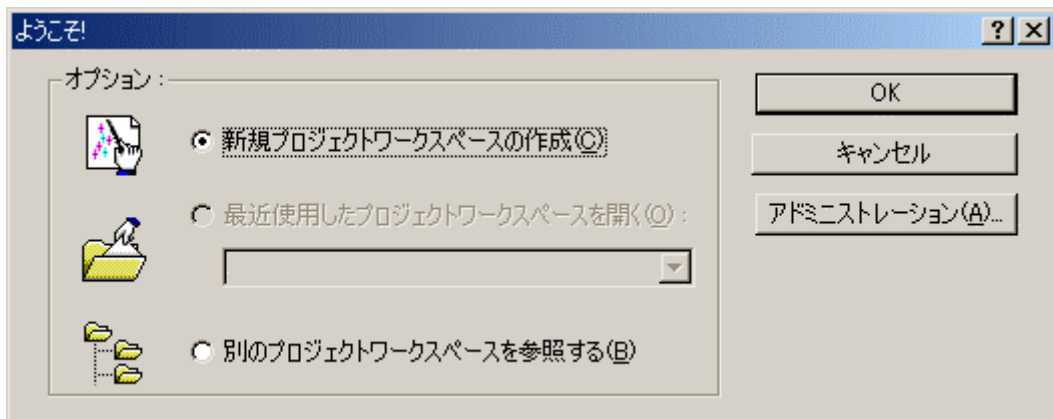 ようこそ!
オプション :
新規プロジェクトワークスペースの作成(C)
最近使用したプロジェクトワークスペースを開く(O) :
別のプロジェクトワークスペースを参照する(B)
OK
キャンセル
アドミニストレーション(A)...